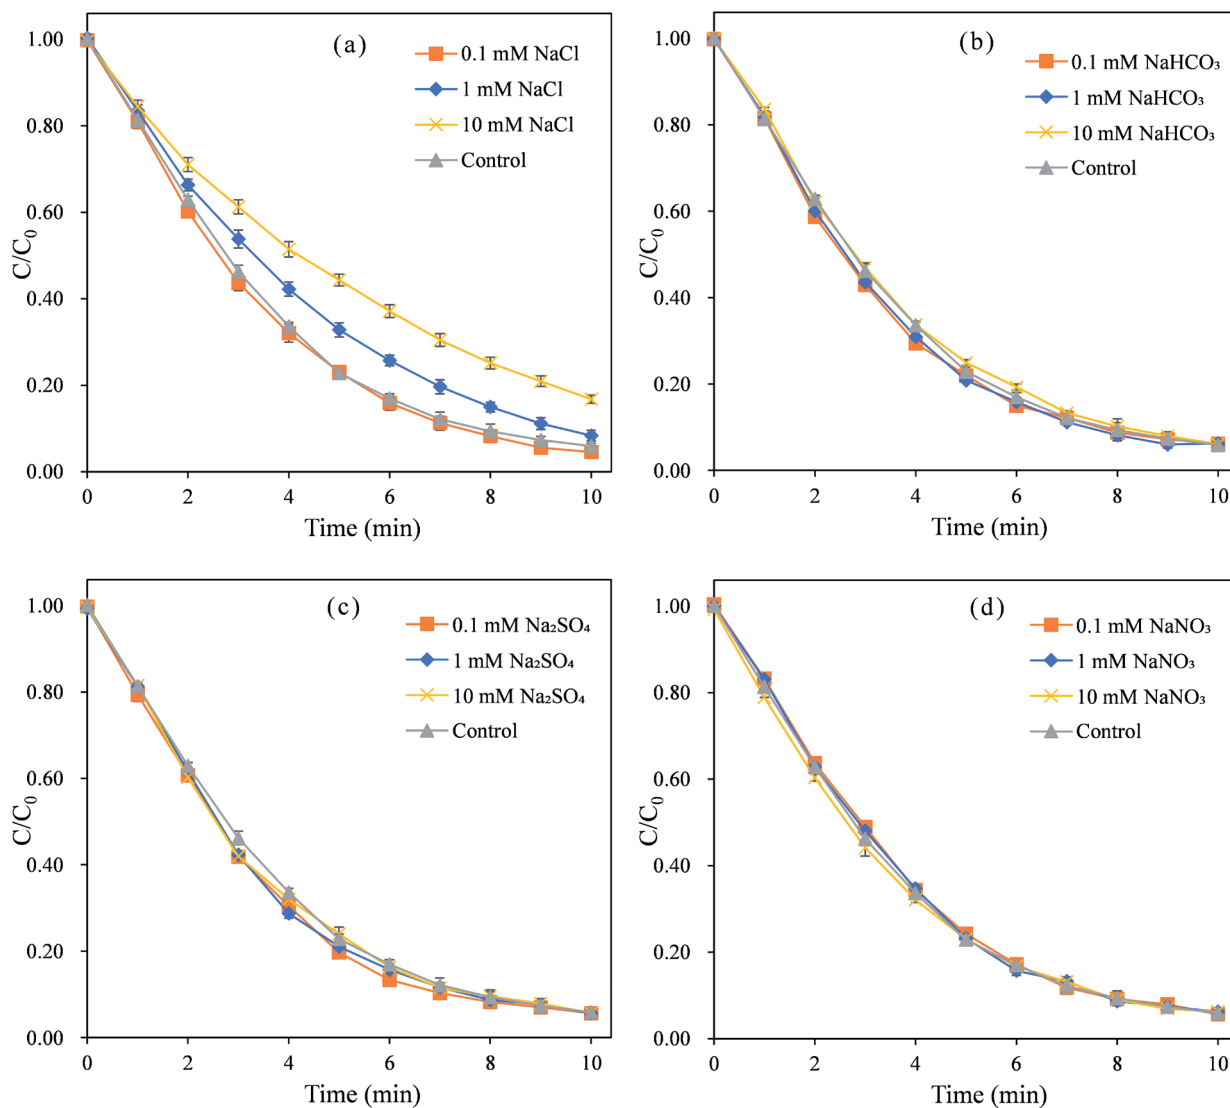 (a)
0.1 mM NaCl
1 mM NaCl
10 mM NaCl
Control
1.00
0.80
0.60
0.40
0.20
0.00
C/C₀
0 2 4 6 8 10
Time (min)
(b)
0.1 mM NaHCO₃
1 mM NaHCO₃
10 mM NaHCO₃
Control
1.00
0.80
0.60
0.40
0.20
0.00
C/C₀
0 2 4 6 8 10
Time (min)
(c)
0.1 mM Na₂SO₄
1 mM Na₂SO₄
10 mM Na₂SO₄
Control
1.00
0.80
0.60
0.40
0.20
0.00
C/C₀
0 2 4 6 8 10
Time (min)
(d)
0.1 mM NaNO₃
1 mM NaNO₃
10 mM NaNO₃
Control
1.00
0.80
0.60
0.40
0.20
0.00
C/C₀
0 2 4 6 8 10
Time (min)